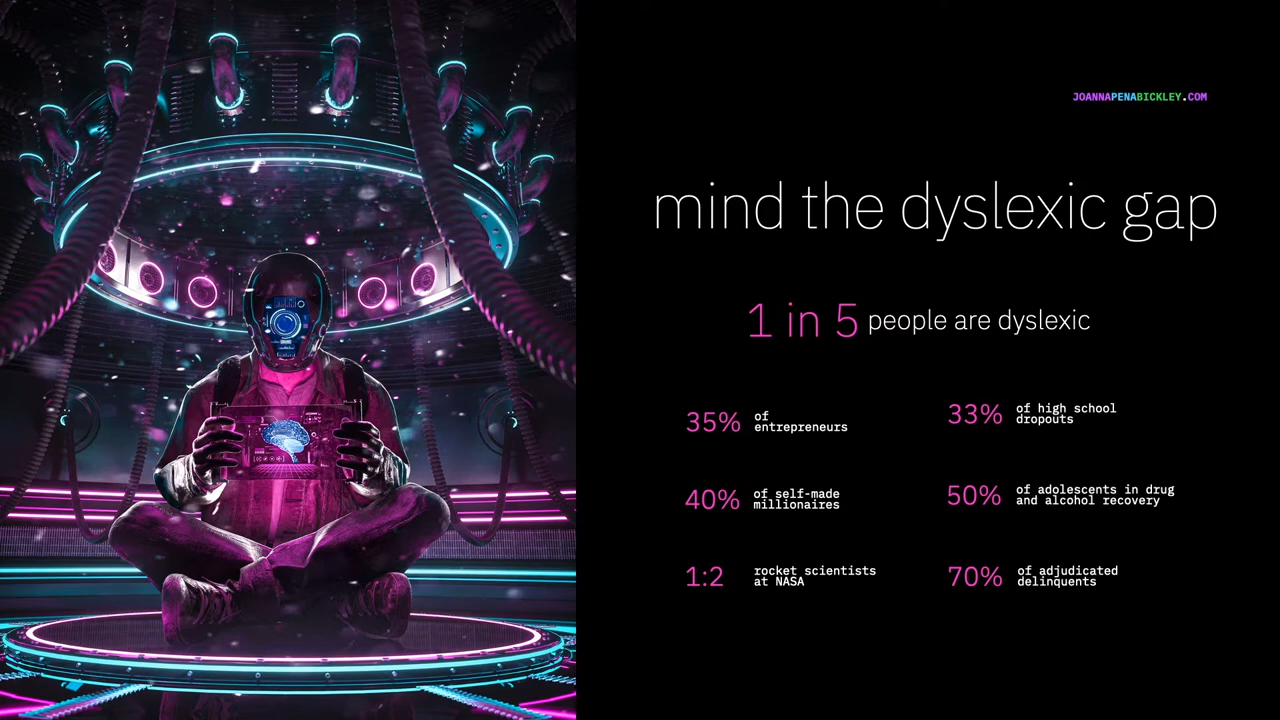 JOANNAPENABICKLEY.COM
mind the dyslexic gap
1 in 5 people are dyslexic
35% of
entrepreneurs
40% of self-made
millionaires
1:2 rocket scientists
at NASA
33% of high school
dropouts
50% of adolescents in drug
and alcohol recovery
70% of adjudicated
delinquents